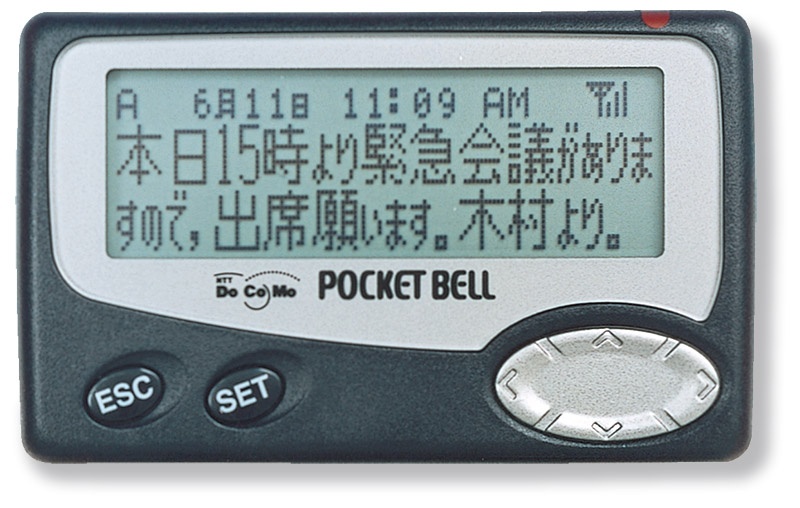 A 6月11日 11:09 AM
本日15時より緊急会議がありま
すので,出席願います。木村より。
NTT
DoCoMo POCKET BELL
ESC SET